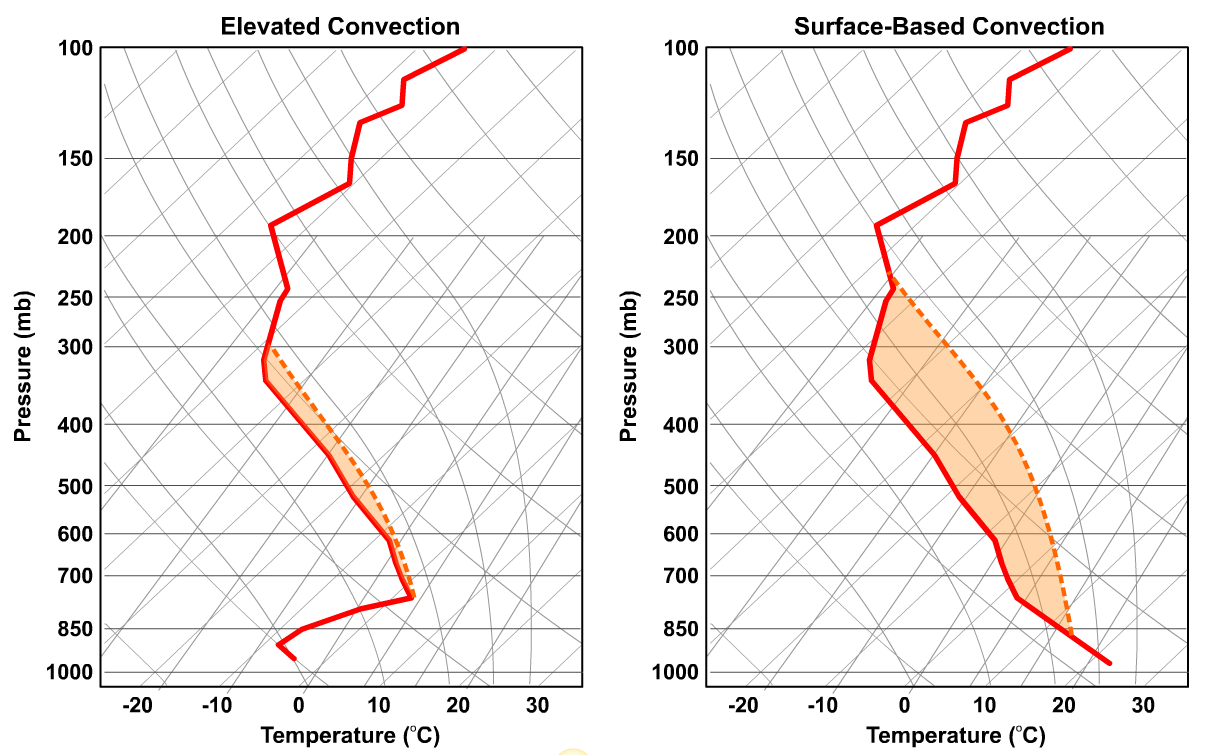 Elevated Convection
100
150
200
250
300
400
500
600
700
850
1000
Pressure (mb)
-20 -10 0 10 20 30
Temperature (°C)
Surface-Based Convection
100
150
200
250
300
400
500
600
700
850
1000
Pressure (mb)
-20 -10 0 10 20 30
Temperature (°C)